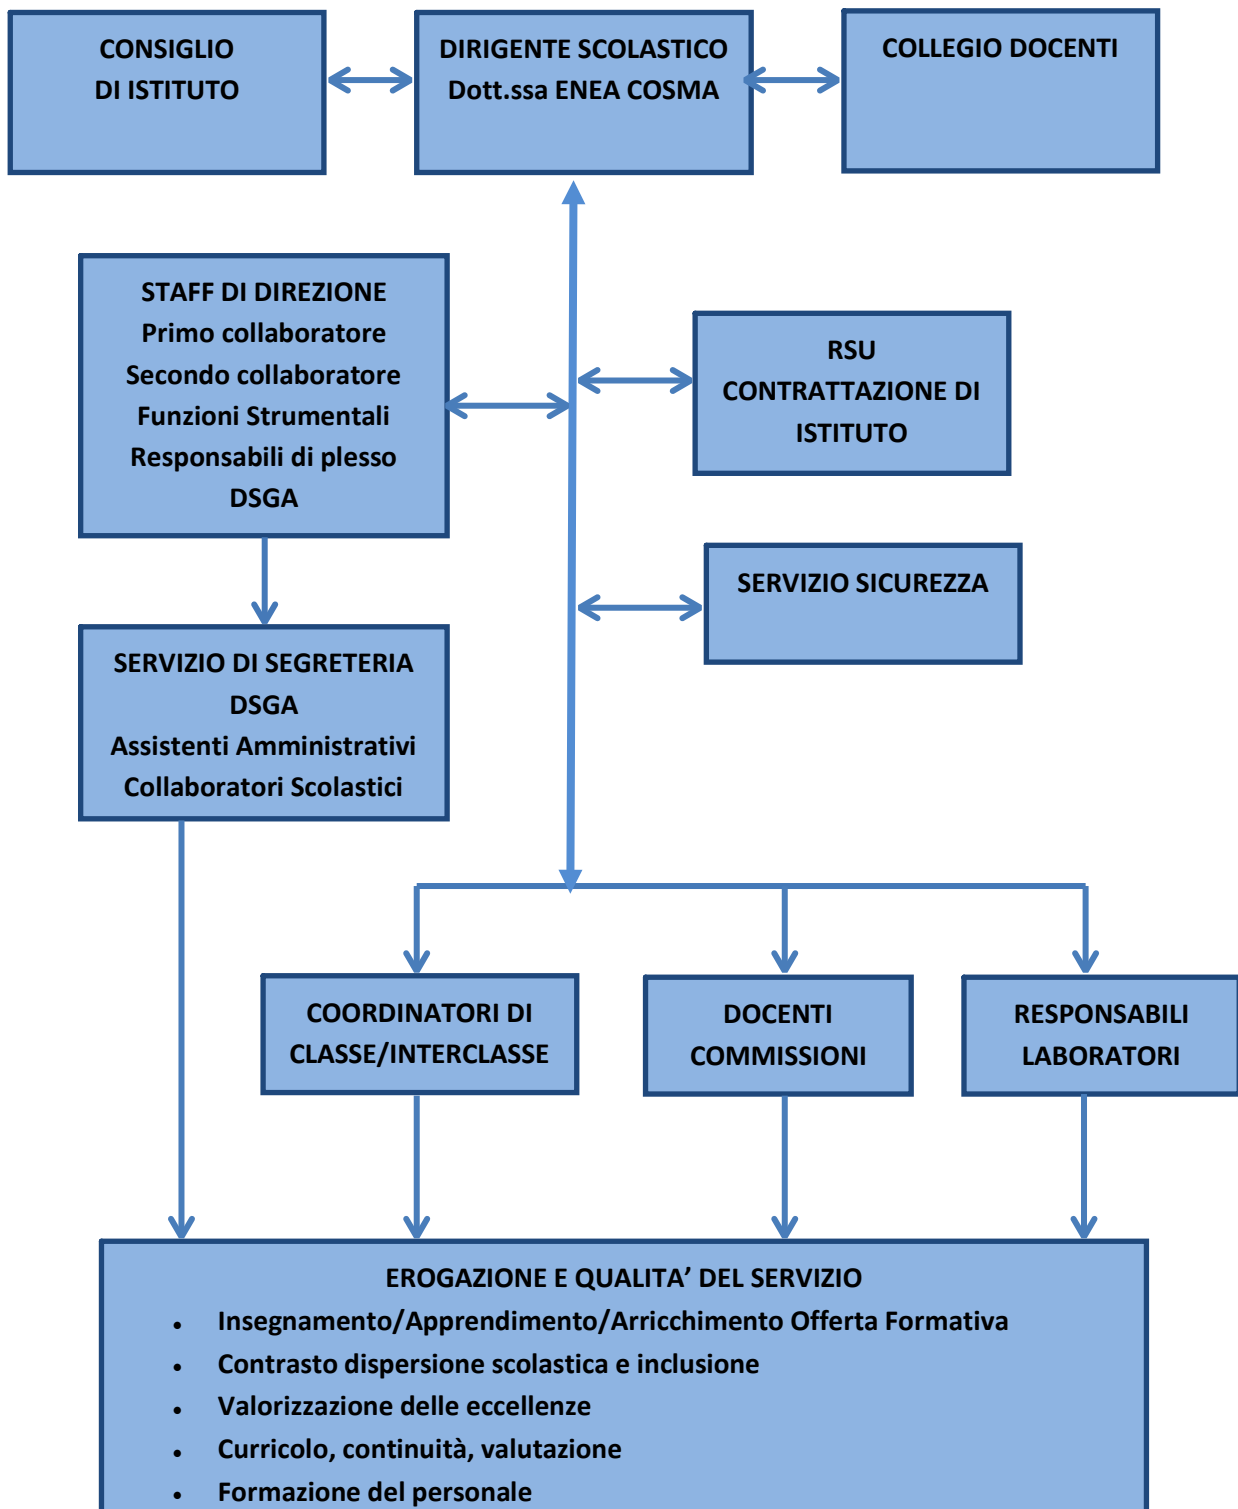 CONSIGLIO
DI ISTITUTO
DIRIGENTE SCOLASTICO
Dott.ssa ENEA COSMA
COLLEGIO DOCENTI
STAFF DI DIREZIONE
Primo collaboratore
Secondo collaboratore
Funzioni Strumentali
Responsabili di plesso
DSGA
RSU
CONTRATTAZIONE DI
ISTITUTO
SERVIZIO SICUREZZA
SERVIZIO DI SEGRETERIA
DSGA
Assistenti Amministrativi
Collaboratori Scolastici
COORDINATORI DI
CLASSE/INTERCLASSE
DOCENTI
COMMISSIONI
RESPONSABILI
LABORATORI
EROGAZIONE E QUALITA’ DEL SERVIZIO
• Insegnamento/Apprendimento/Arricchimento Offerta Formativa
• Contrasto dispersione scolastica e inclusione
• Valorizzazione delle eccellenze
• Curricolo, continuità, valutazione
• Formazione del personale